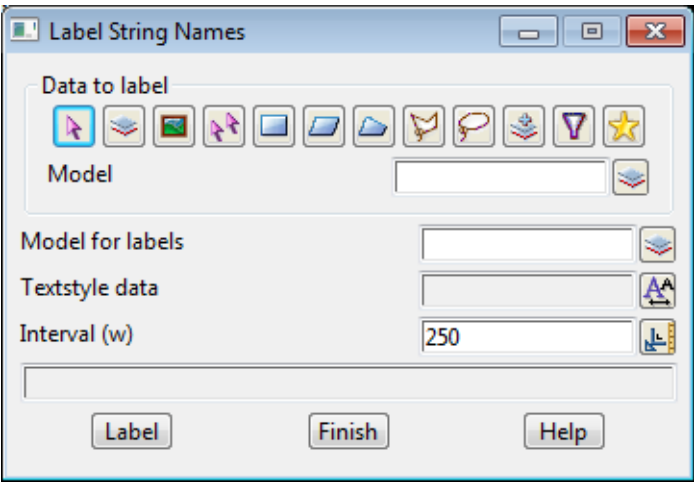 Label String Names
Data to label
Model
Model for labels
Textstyle data
Interval (w) 250
Label Finish Help